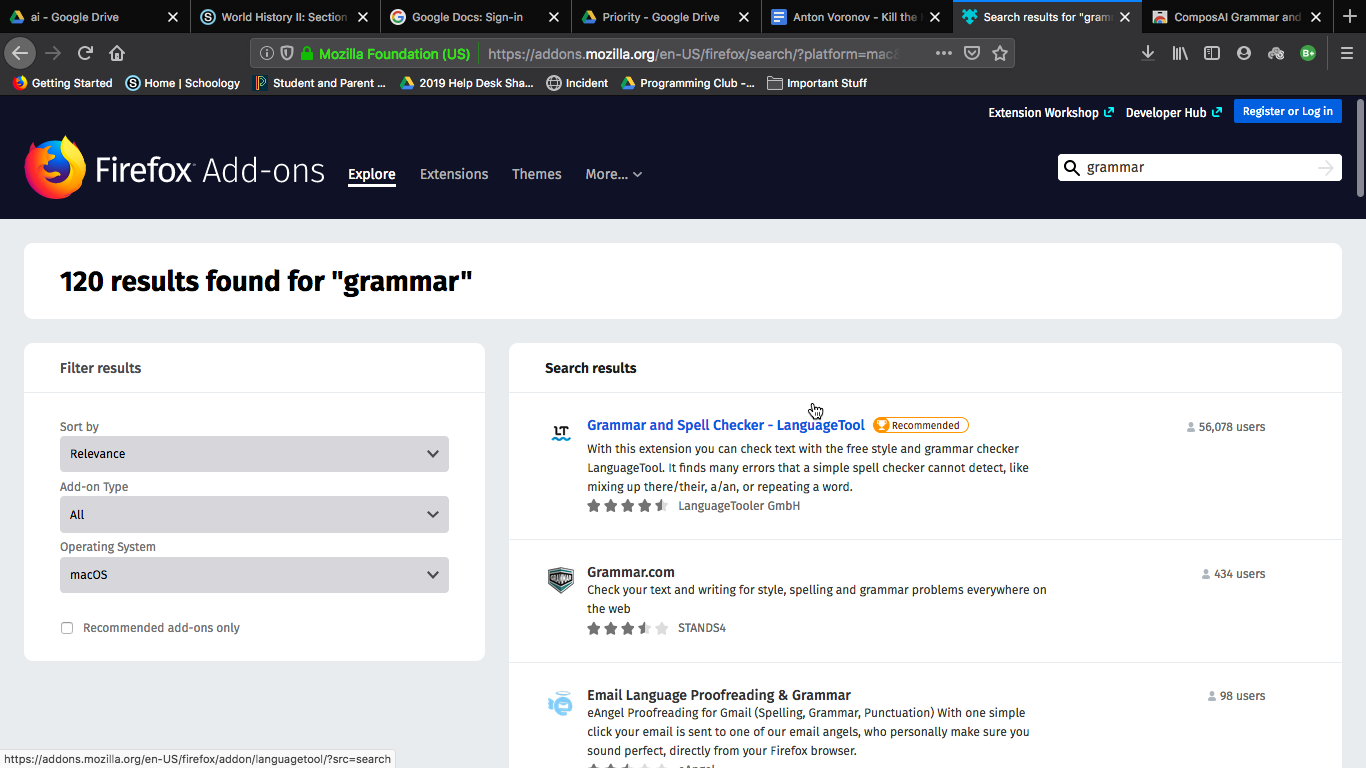 ai - Google Drive
World History II: Section
Google Docs: Sign-in
Priority - Google Drive
Anton Voronov - Kill the
Search results for "gram
ComposAI Grammar and
Mozilla Foundation (US)
https://addons.mozilla.org/en-US/firefox/search/?platform=mac
Getting Started
Home | Schoology
Student and Parent ...
2019 Help Desk Sha...
Incident
Programming Club -...
Important Stuff
Extension Workshop
Developer Hub
Register or Log in
Firefox Add-ons
Explore
Extensions
Themes
More...
grammar
120 results found for "grammar"
Filter results
Sort by
Relevance
Add-on Type
All
Operating System
macOS
Recommended add-ons only
Search results
LT
Grammar and Spell Checker - LanguageTool
Recommended
56,078 users
With this extension you can check text with the free style and grammar checker
LanguageTool. It finds many errors that a simple spell checker cannot detect, like
mixing up there/their, a/an, or repeating a word.
LanguageTooler GmbH
GRAMMAR
Grammar.com
434 users
Check your text and writing for style, spelling and grammar problems everywhere on
the web
STANDS4
Email Language Proofreading & Grammar
98 users
eAngel Proofreading for Gmail (Spelling, Grammar, Punctuation) With one simple
click your email is sent to one of our email angels, who personally make sure you
sound perfect, directly from your Firefox browser.
https://addons.mozilla.org/en-US/firefox/addon/languagetool/?src=search